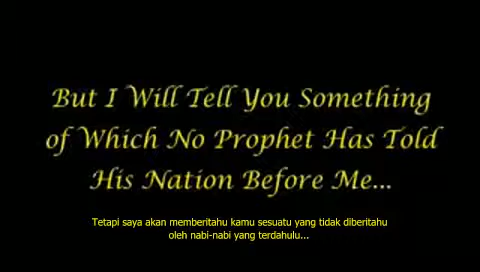 But I Will Tell You Something
of Which No Prophet Has Told
His Nation Before Me...
Tetapi saya akan memberitahu kamu sesuatu yang tidak diberitahu
oleh nabi-nabi yang terdahulu...